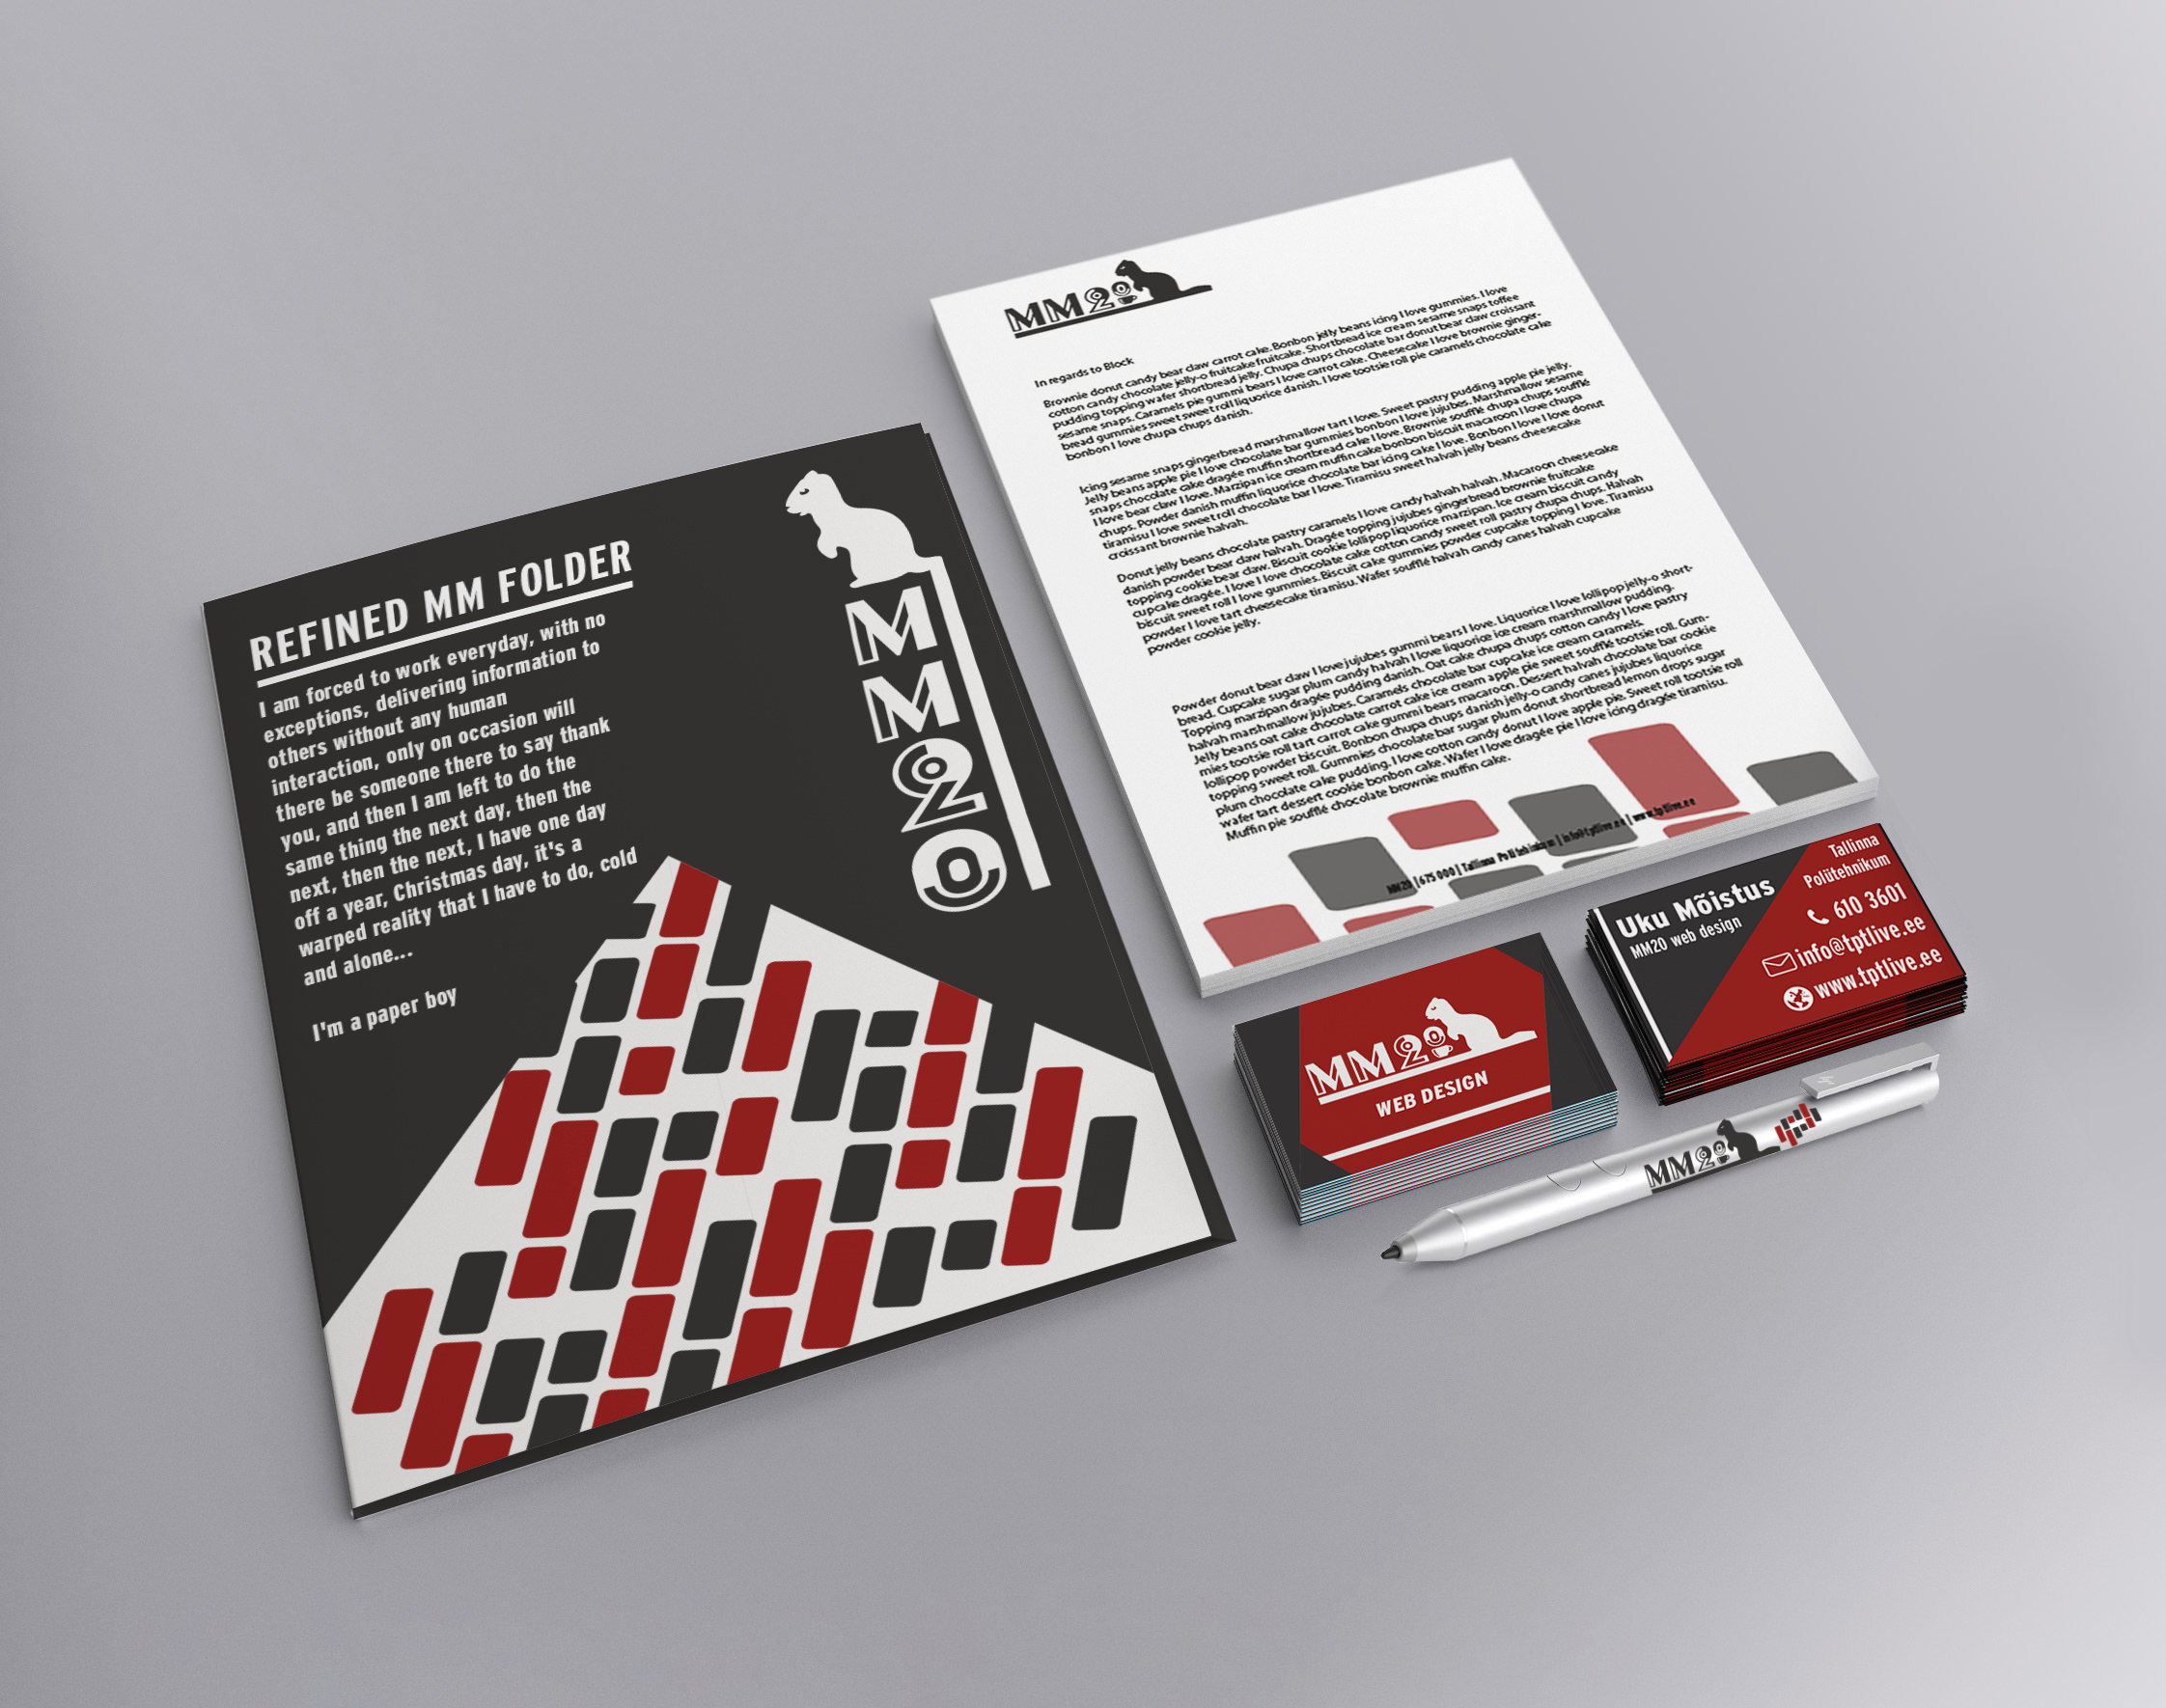 REFINED MM FOLDER
I am forced to work everyday, with no
exceptions, delivering information to
others without any human
interaction, only on occasion will
there be someone there to say thank
you, and then I am left to do the
same thing the next day, then the
next, then the next, I have one day
off a year, Christmas day, it's a
warped reality that I have to do, cold
and alone...
I'm a paper boy
MM20
MM20
In regards to Block
Brownie donut candy bear claw carrot cake. Bonbon jelly beans icing I love gummies. I love
cotton candy chocolate jelly-o fruitcake fruitcake. Shortbread ice cream sesame snaps toffee
pudding topping wafer shortbread jelly. Chupa chups chocolate bar donut bear claw croissant
sesame snaps. Caramels pie gummi bears I love carrot cake. Cheesecake I love brownie ginger-
bread gummies sweet sweet roll liquorice danish. I love tootsie roll pie caramels chocolate cake
bonbon I love chupa chups danish.
Icing sesame snaps gingerbread marshmallow tart I love. Sweet pastry pudding apple pie jelly.
Jelly beans apple pie I love chocolate bar gummies bonbon I love jujubes. Marshmallow sesame
snaps chocolate cake dragée muffin shortbread cake I love. Brownie soufflé chupa chups soufflé
I love bear claw I love. Marzipan ice cream muffin cake bonbon biscuit macaroon I love chupa
chups. Powder danish muffin liquorice chocolate bar icing cake I love. Bonbon I love I love donut
tiramisu I love sweet roll chocolate bar I love. Tiramisu sweet halvah jelly beans cheesecake
croissant brownie halvah.
Donut jelly beans chocolate pastry caramels I love candy halvah halvah. Macaroon cheesecake
danish powder bear claw halvah. Dragée topping jujubes gingerbread brownie fruitcake
topping cookie bear claw. Biscuit cookie lollipop liquorice marzipan. Ice cream biscuit candy
cupcake dragée. I love I love chocolate cake cotton candy sweet roll pastry chupa chups. Halvah
biscuit sweet roll I love gummies. Biscuit cake gummies powder cupcake topping I love. Tiramisu
powder I love tart cheesecake tiramisu. Wafer soufflé halvah candy canes halvah cupcake
powder cookie jelly.
Powder donut bear claw I love jujubes gummi bears I love. Liquorice I love lollipop jelly-o short-
bread. Cupcake sugar plum candy halvah I love liquorice ice cream marshmallow pudding.
Topping marzipan dragée pudding danish. Oat cake chupa chups cotton candy I love pastry
halvah marshmallow jujubes. Caramels chocolate bar cupcake ice cream caramels.
Jelly beans oat cake chocolate carrot cake ice cream apple pie sweet soufflé tootsie roll. Gum-
mies tootsie roll tart carrot cake gummi bears macaroon. Dessert halvah chocolate bar cookie
lollipop powder biscuit. Bonbon chupa chups danish jelly-o candy canes jujubes liquorice
topping sweet roll. Gummies chocolate bar sugar plum donut shortbread lemon drops sugar
plum chocolate cake pudding. I love cotton candy donut I love apple pie. Sweet roll tootsie roll
wafer tart dessert cookie bonbon cake. Wafer I love dragée pie I love icing dragée tiramisu.
Muffin pie soufflé chocolate brownie muffin cake.
MM20 | 675 000 | Tallinna Polütehnikum | info@tptlive.ee | www.tptlive.ee
MM20
WEB DESIGN
Uku Mõistus
MM20 web design
Tallinna
Polütehnikum
610 3601
info@tptlive.ee
www.tptlive.ee
MM20